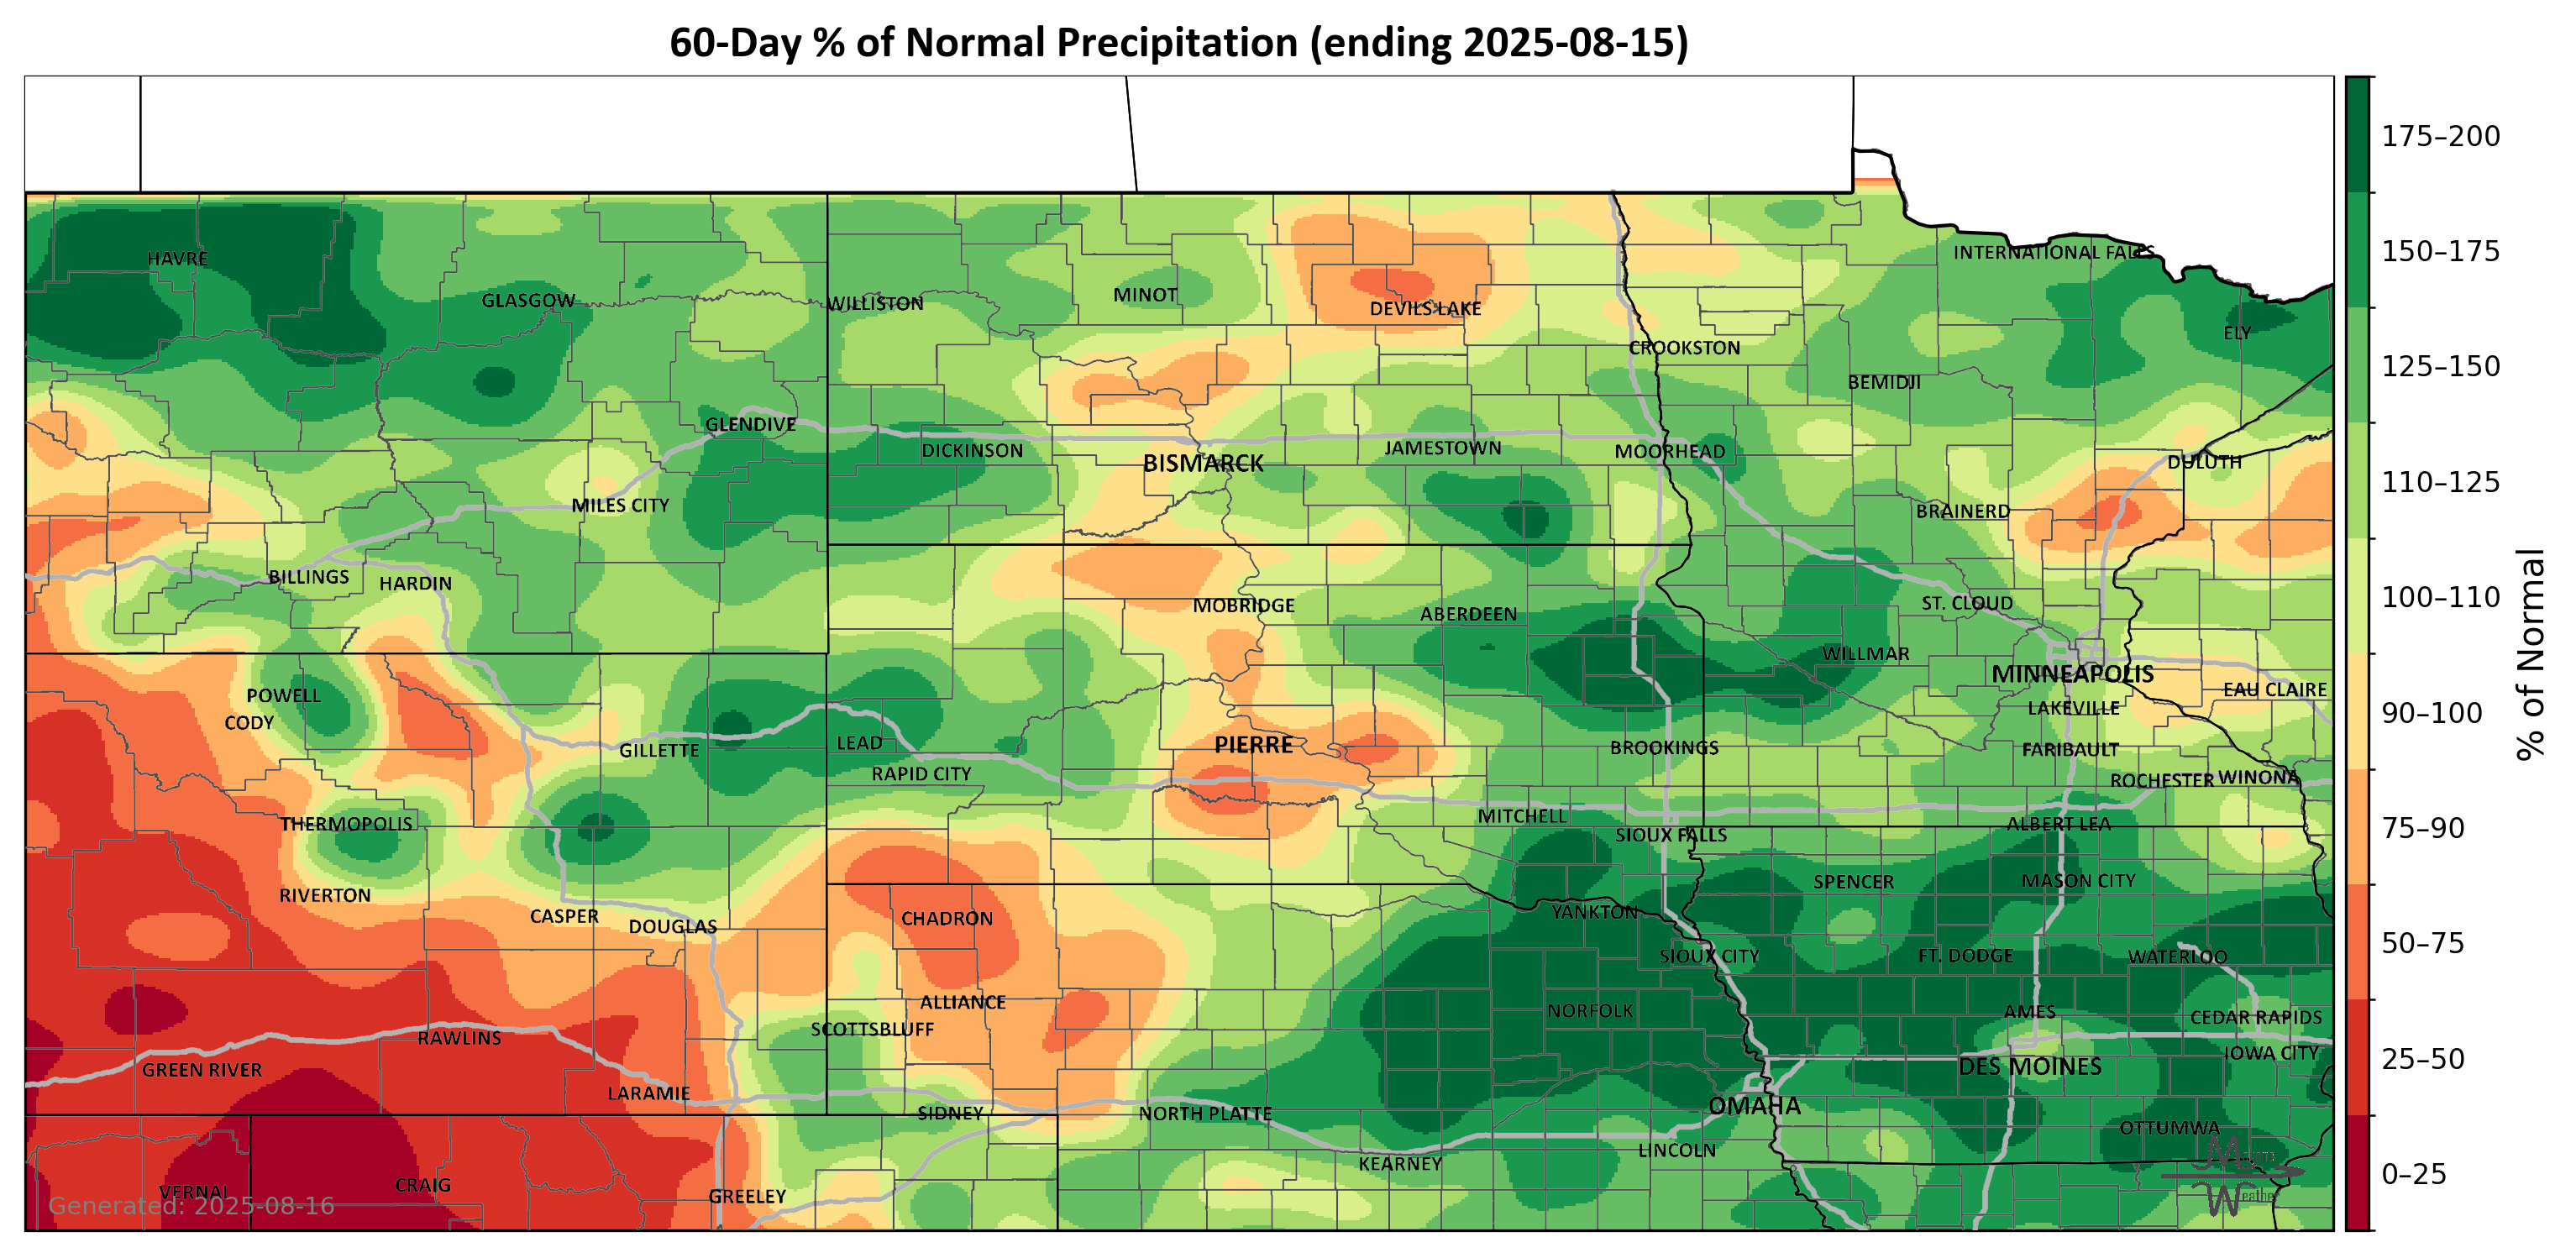 60-Day % of Normal Precipitation (ending 2025-08-15)
175–200
INTERNATIONAL FALLS
150–175
HAVRE
MINOT
GLASGOW
WILLISTON
DEVILS LAKE
ELY
CROOKSTON
125–150
BEMIDJI
GLENDIVE
DICKINSON
JAMESTOWN
MOORHEAD
BISMARCK
DULUTH
110–125
MILES CITY
BRAINERD
BILLINGS
HARDIN
100–110
MOBRIDGE
ST. CLOUD
ABERDEEN
WILLMAR
MINNEAPOLIS
EAU CLAIRE
POWELL
LAKEVILLE
90–100
CODY
% of Normal
LEAD
PIERRE
BROOKINGS
FARIBAULT
GILLETTE
RAPID CITY
ROCHESTER
WINONA
MITCHELL
THERMOPOLIS
ALBERT LEA
75–90
SIOUX FALLS
SPENCER
MASON CITY
RIVERTON
CASPER
CHADRON
YANKTON
DOUGLAS
50–75
SIOUX CITY
FT. DODGE
WATERLOO
ALLIANCE
NORFOLK
AMES
CEDAR RAPIDS
SCOTTSBLUFF
RAWLINS
IOWA CITY
25–50
GREEN RIVER
DES MOINES
LARAMIE
OMAHA
SIDNEY
NORTH PLATTE
OTTUMWA
LINCOLN
KEARNEY
0–25
CRAIG
VERNAL
GREELEY
Generated: 2025-08-16
Weather